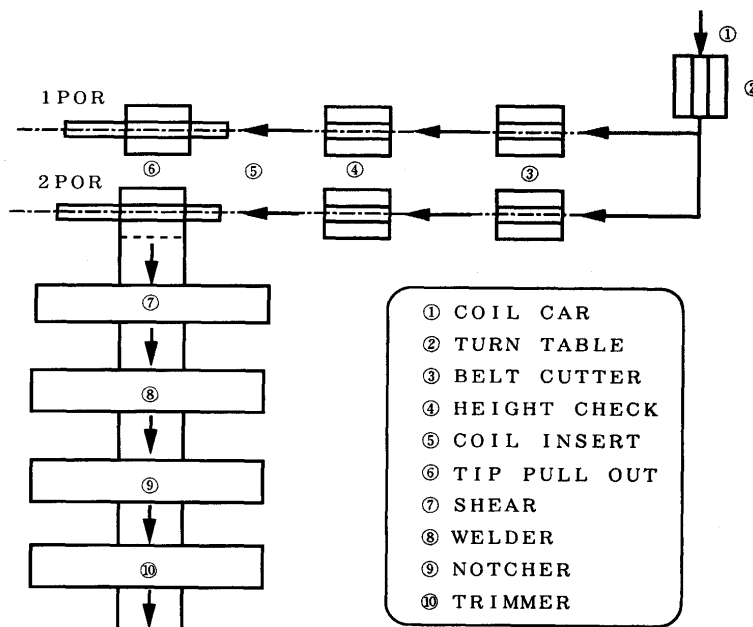 ①
②
1POR
⑥ ⑤ ④ ③
2POR
⑦
⑧
⑨
⑩
① COIL CAR
② TURN TABLE
③ BELT CUTTER
④ HEIGHT CHECK
⑤ COIL INSERT
⑥ TIP PULL OUT
⑦ SHEAR
⑧ WELDER
⑨ NOTCHER
⑩ TRIMMER